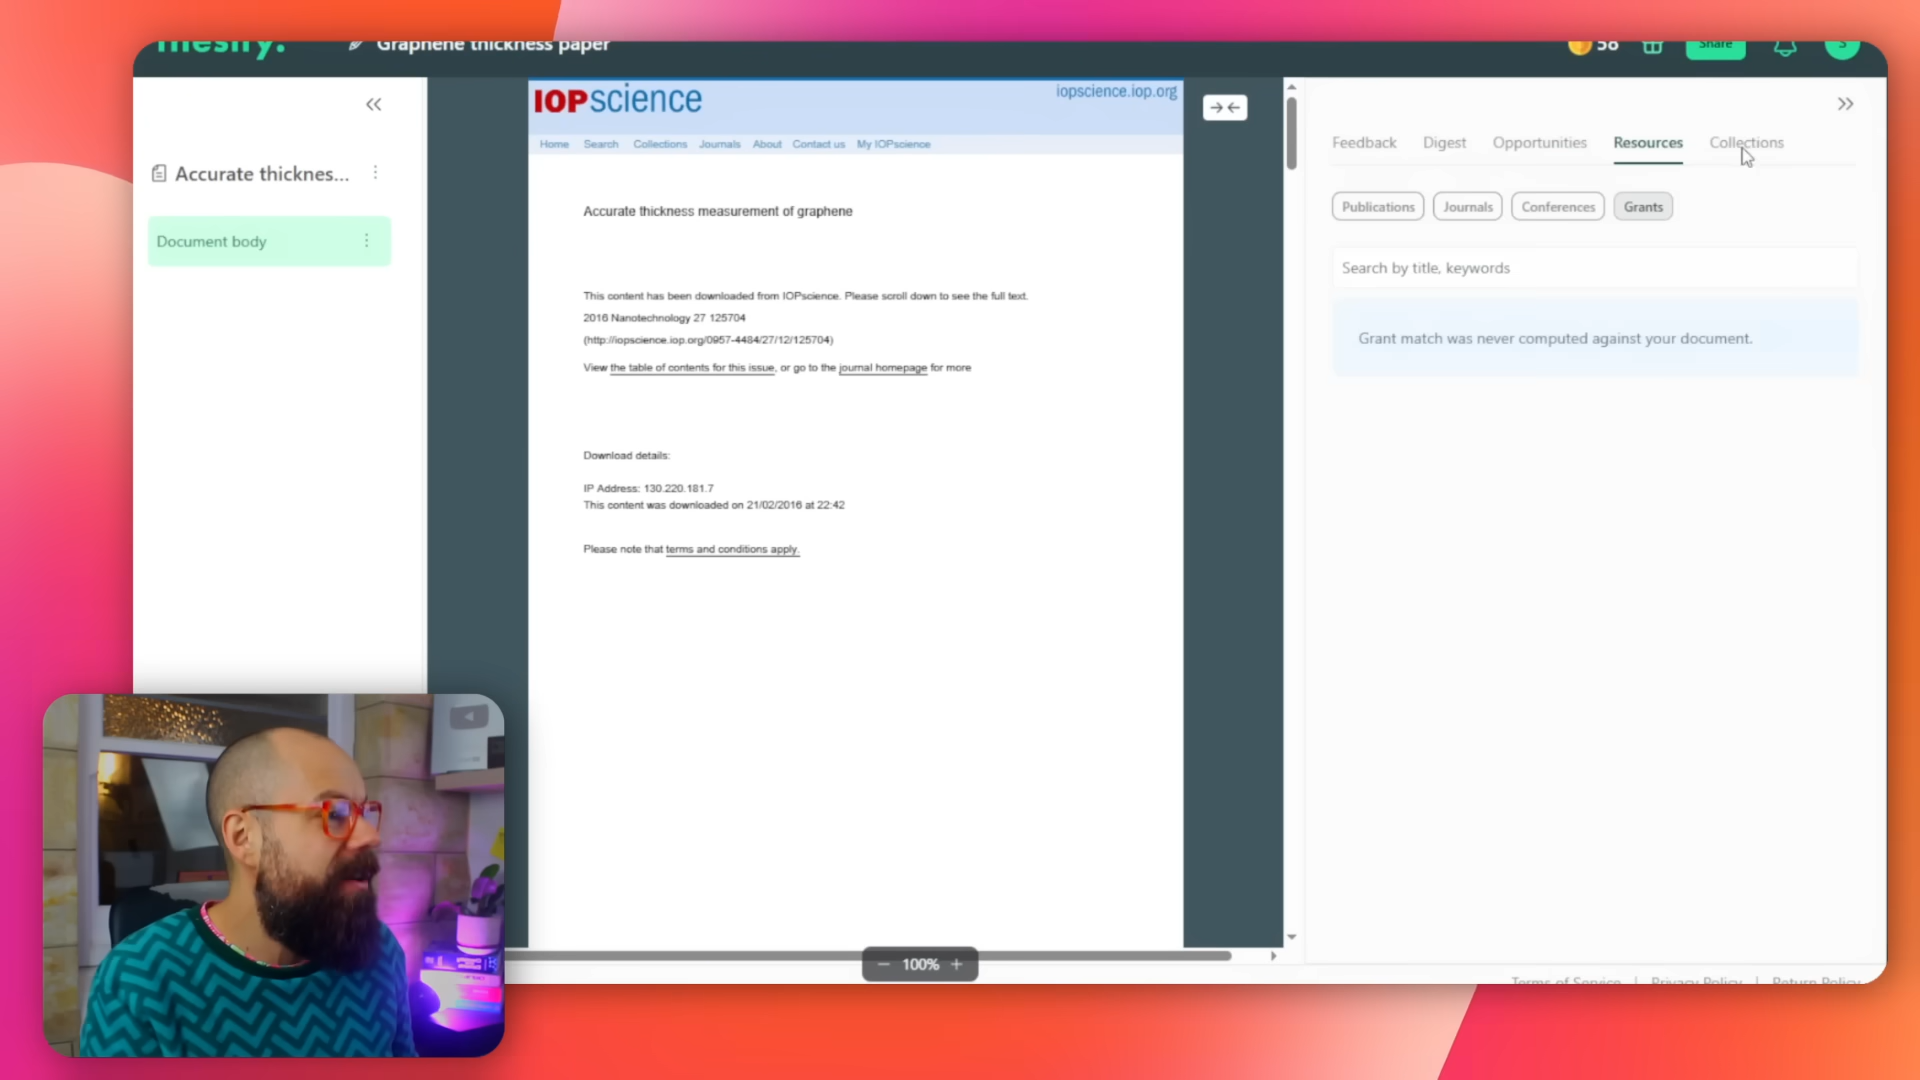 Graphene thickness paper
58
Share
Accurate thicknes...
Document body
IOPscience
iopscience.iop.org
Home Search Collections Journals About Contact us My IOPscience
Accurate thickness measurement of graphene
This content has been downloaded from IOPscience. Please scroll down to see the full text.
2016 Nanotechnology 27 125704
(http://iopscience.iop.org/0957-4484/27/12/125704)
View the table of contents for this issue, or go to the journal homepage for more
Download details:
IP Address: 130.220.181.7
This content was downloaded on 21/02/2016 at 22:42
Please note that terms and conditions apply.
100%
Feedback Digest Opportunities Resources Collections
Publications Journals Conferences Grants
Search by title, keywords
Grant match was never computed against your document.
Terms of Service | Privacy Policy | Return Policy